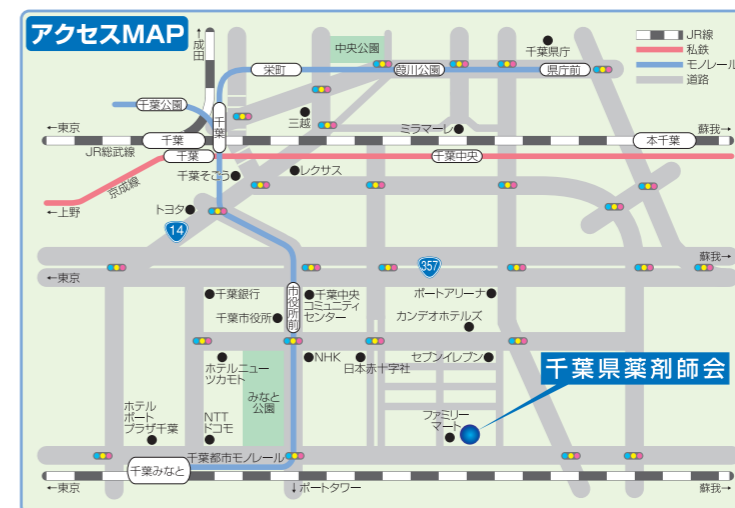 アクセスMAP
↑成田
中央公園
千葉県庁
JR線
私鉄
モノレール
道路
栄町
葭川公園
県庁前
千葉公園
千葉
三越
←東京
ミラマーレ
蘇我→
千葉
本千葉
JR総武線
千葉
千葉中央
京成線
千葉そごう
レクサス
←上野
トヨタ
14
蘇我→
357
←東京
千葉銀行
市役所前
千葉中央
コミュニティ
センター
ポートアリーナ
千葉市役所
カンデオホテルズ
NHK
日本赤十字社
セブンイレブン
千葉県薬剤師会
ホテルニュー
ツカモト
みなと
公園
ホテル
ポート
プラザ千葉
NTT
ドコモ
ファミリー
マート
千葉都市モノレール
千葉みなと
←東京
↓ポートタワー
蘇我→